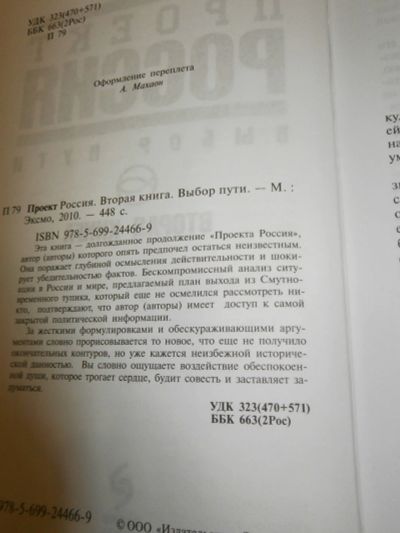 УДК 323(470+571)
ББК 663(2Рос)
П 79
Оформление переплета
А. Махаон
П 79 Проект Россия. Вторая книга. Выбор пути. — М. :
Эксмо, 2010. — 448 с.
ISBN 978-5-699-24466-9
Эта книга — долгожданное продолжение «Проекта Россия»,
автор (авторы) которого опять предпочел остаться неизвестным.
Она поражает глубиной осмысления действительности и шоки-
рует убедительностью фактов. Бескомпромиссный анализ ситу-
ации в России и мире, предлагаемый план выхода из Смутно-
временного тупика, который еще не осмелился рассмотреть ни-
кто, подтверждают, что автор (авторы) имеет доступ к самой
закрытой политической информации.
За жесткими формулировками и обескураживающими аргу-
ментами словно прорисовывается то новое, что еще не получило
окончательных контуров, но уже кажется неизбежной историче-
ской данностью. Вы словно ощущаете воздействие обеспокоен-
ной души, которое трогает сердце, будит совесть и заставляет за-
думаться.
УДК 323(470+571)
ББК 663(2Рос)
978-5-699-24466-9
© ООО «Издательство
ПРОЕКТ
РОССИЯ
ВЫБОР ПУТИ